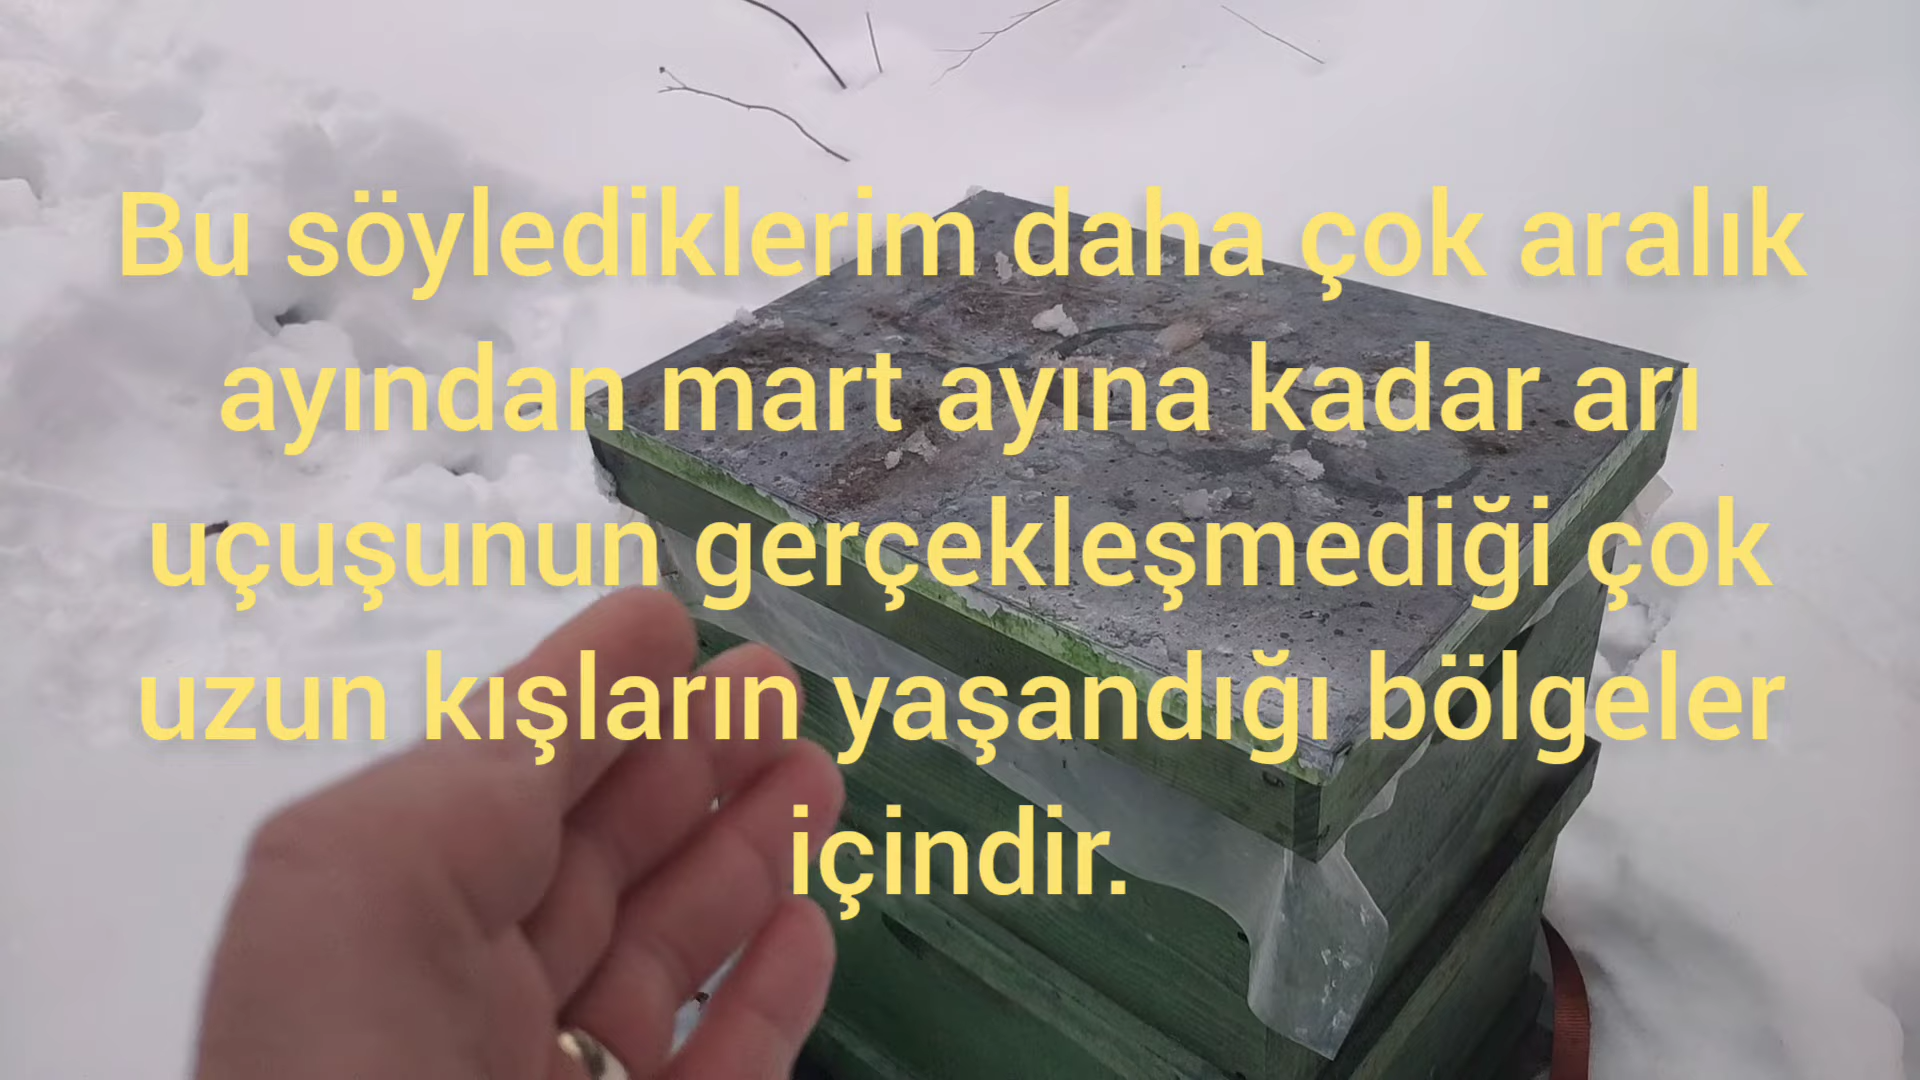 Bu söylediklerim daha çok aralık
ayından mart ayına kadar arı
uçuşunun gerçekleşmediği çok
uzun kışların yaşandığı bölgeler
içindir.